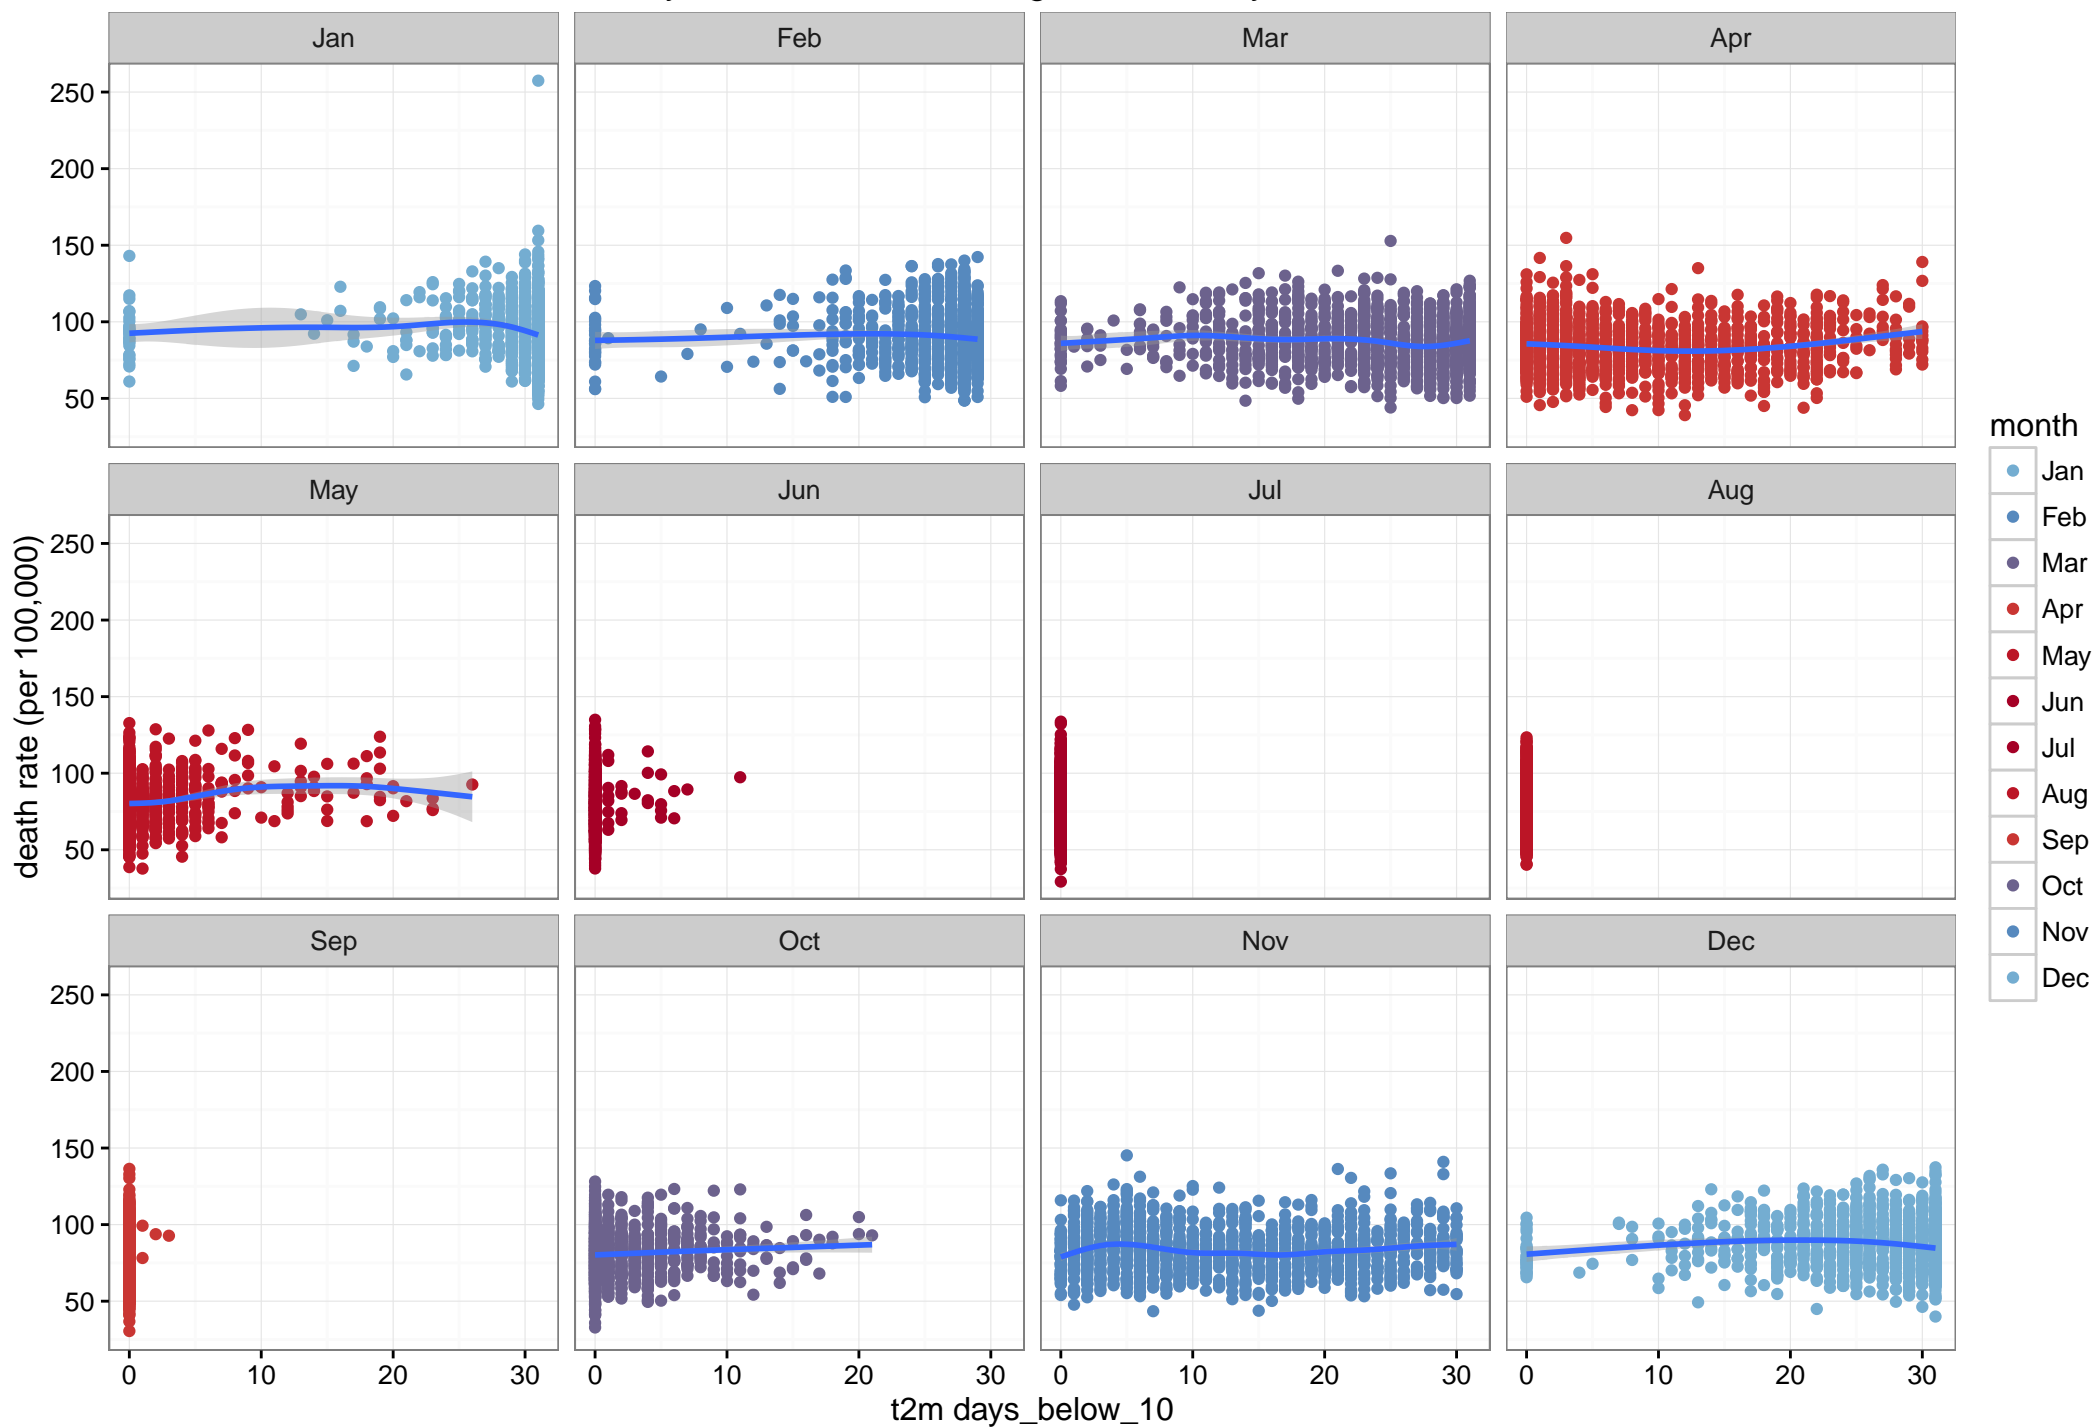 Jan Feb Mar Apr
250
200
150
100
50
May Jun Jul Aug
250
200
150
100
50
Sep Oct Nov Dec
250
200
150
100
50
0 10 20 30 0 10 20 30 0 10 20 30 0 10 20 30
t2m days_below_10
death rate (per 100,000)
month
Jan
Feb
Mar
Apr
May
Jun
Jul
Aug
Sep
Oct
Nov
Dec